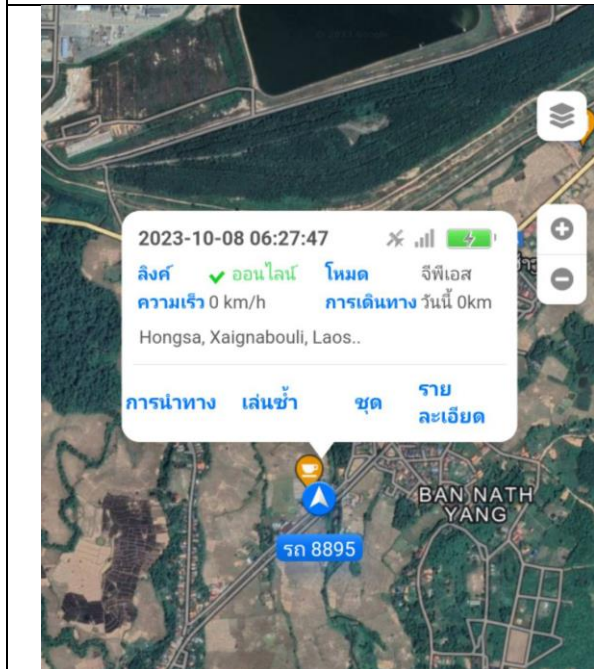 2023-10-08 06:27:47
ลิงค์ ออนไลน์ โหมด จีพีเอส
ความเร็ว 0 km/h การเดินทาง วันนี้ 0km
Hongsa, Xaignabouli, Laos..
การนำทาง เล่นซ้ำ ชุด ราย
ละเอียด
BAN NATH
YANG
รถ 8895